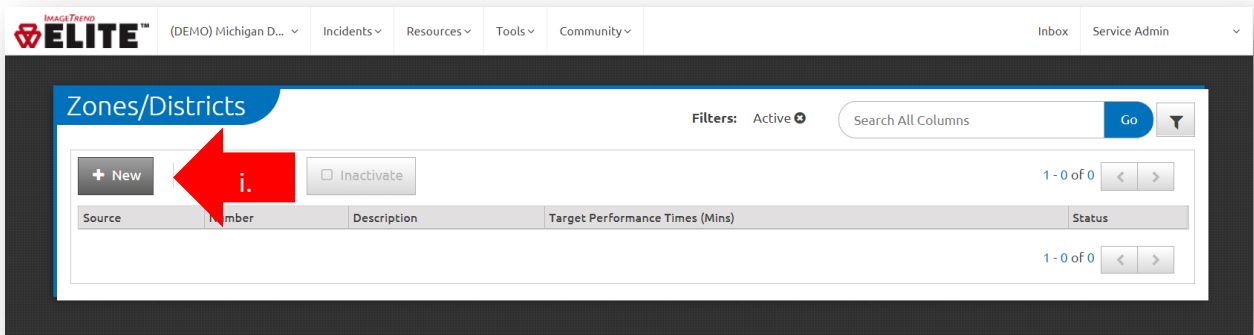 IMAGETREND
ELITE™ (DEMO) Michigan D... Incidents Resources Tools Community Inbox Service Admin
Zones/Districts
Filters: Active Search All Columns Go
+ New i. Inactivate 1 - 0 of 0 < >
Source Number Description Target Performance Times (Mins) Status
1 - 0 of 0 < >